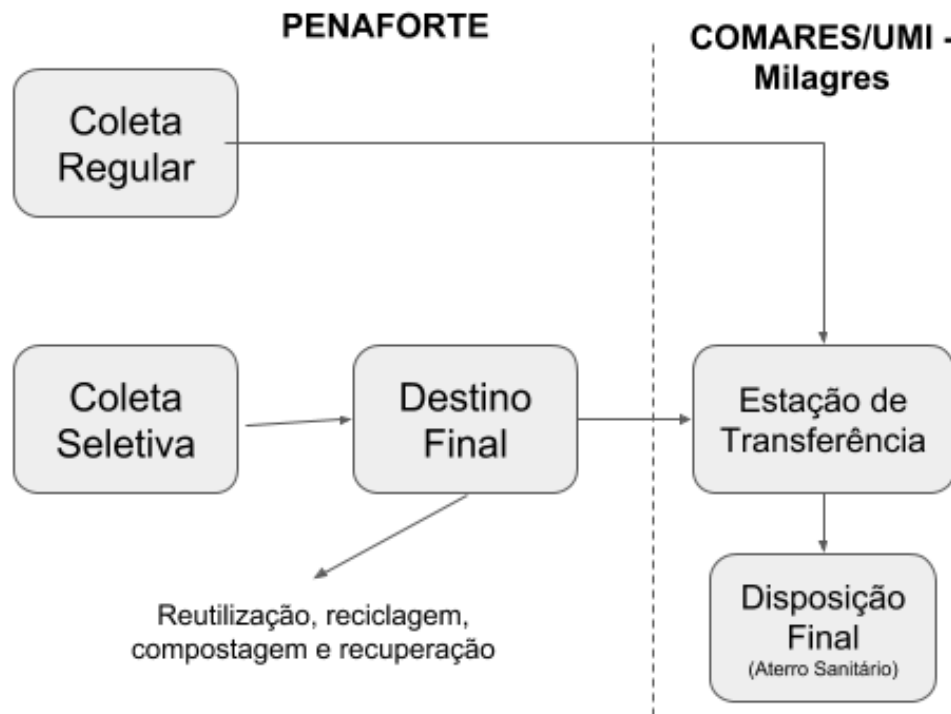 PENAFORTE
COMARES/UMI -
Milagres
Coleta
Regular
Coleta
Seletiva
Destino
Final
Estação de
Transferência
Reutilização, reciclagem,
compostagem e recuperação
Disposição
Final
(Aterro Sanitário)